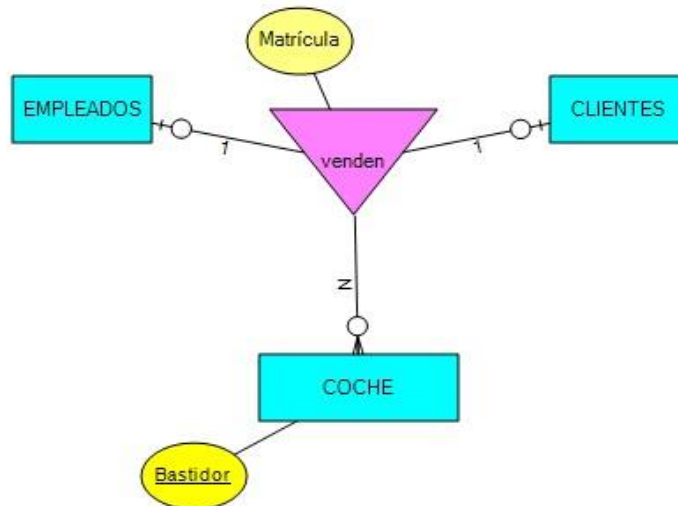 Matrícula
EMPLEADOS
CLIENTES
venden
1
1
N
COCHE
Bastidor